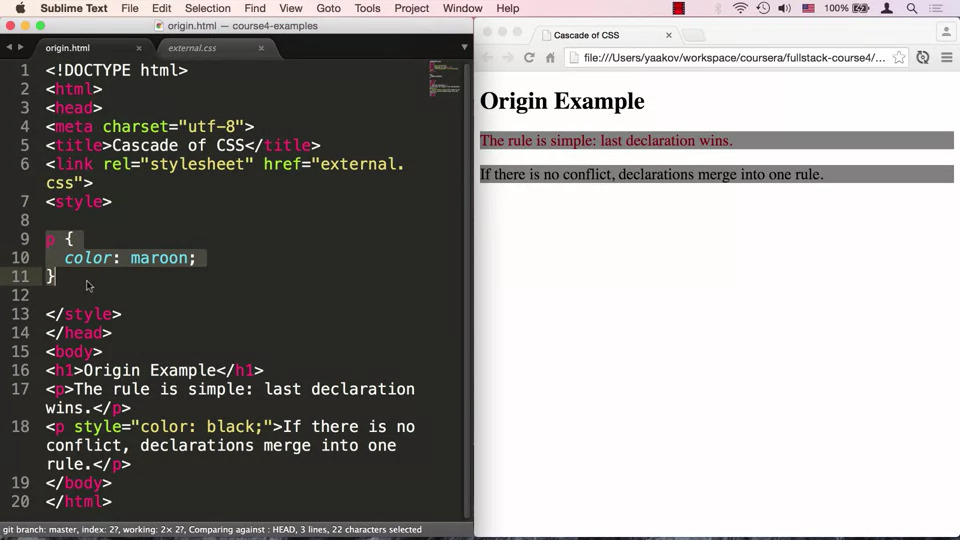 Sublime Text File Edit Selection Find View Goto Tools Project Window Help 100%
origin.html — course4-examples
origin.html × external.css ×
1 <!DOCTYPE html>
2 <html>
3 <head>
4 <meta charset="utf-8">
5 <title>Cascade of CSS</title>
6 <link rel="stylesheet" href="external.
css">
7 <style>
8
9 p {
10 color: maroon;
11 }
12
13 </style>
14 </head>
15 <body>
16 <h1>Origin Example</h1>
17 <p>The rule is simple: last declaration
wins.</p>
18 <p style="color: black;">If there is no
conflict, declarations merge into one
rule.</p>
19 </body>
20 </html>
git branch: master, index: 2?, working: 2× 2?, Comparing against : HEAD, 3 lines, 22 characters selected
Cascade of CSS ×
file:///Users/yaakov/workspace/coursera/fullstack-course4/...
Origin Example
The rule is simple: last declaration wins.
If there is no conflict, declarations merge into one rule.